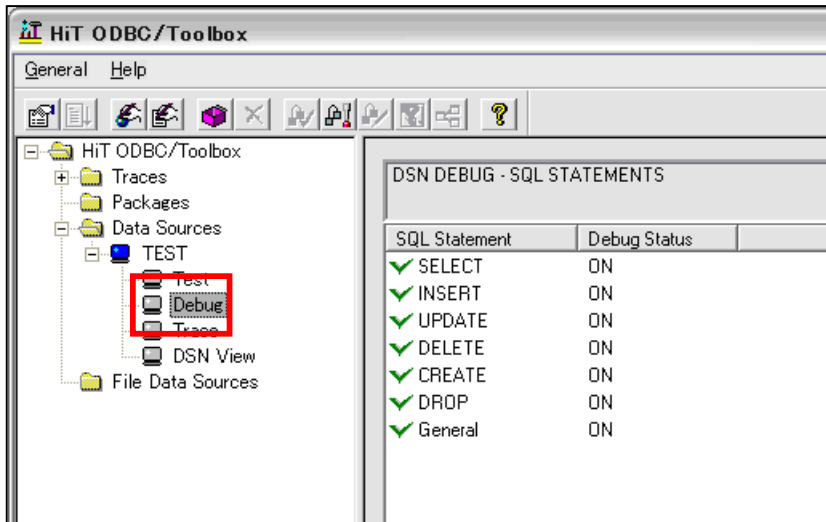 HiT ODBC/Toolbox
General Help
HiT ODBC/Toolbox
Traces
Packages
Data Sources
TEST
Test
Debug
Trace
DSN View
File Data Sources
DSN DEBUG - SQL STATEMENTS
SQL Statement Debug Status
SELECT ON
INSERT ON
UPDATE ON
DELETE ON
CREATE ON
DROP ON
General ON